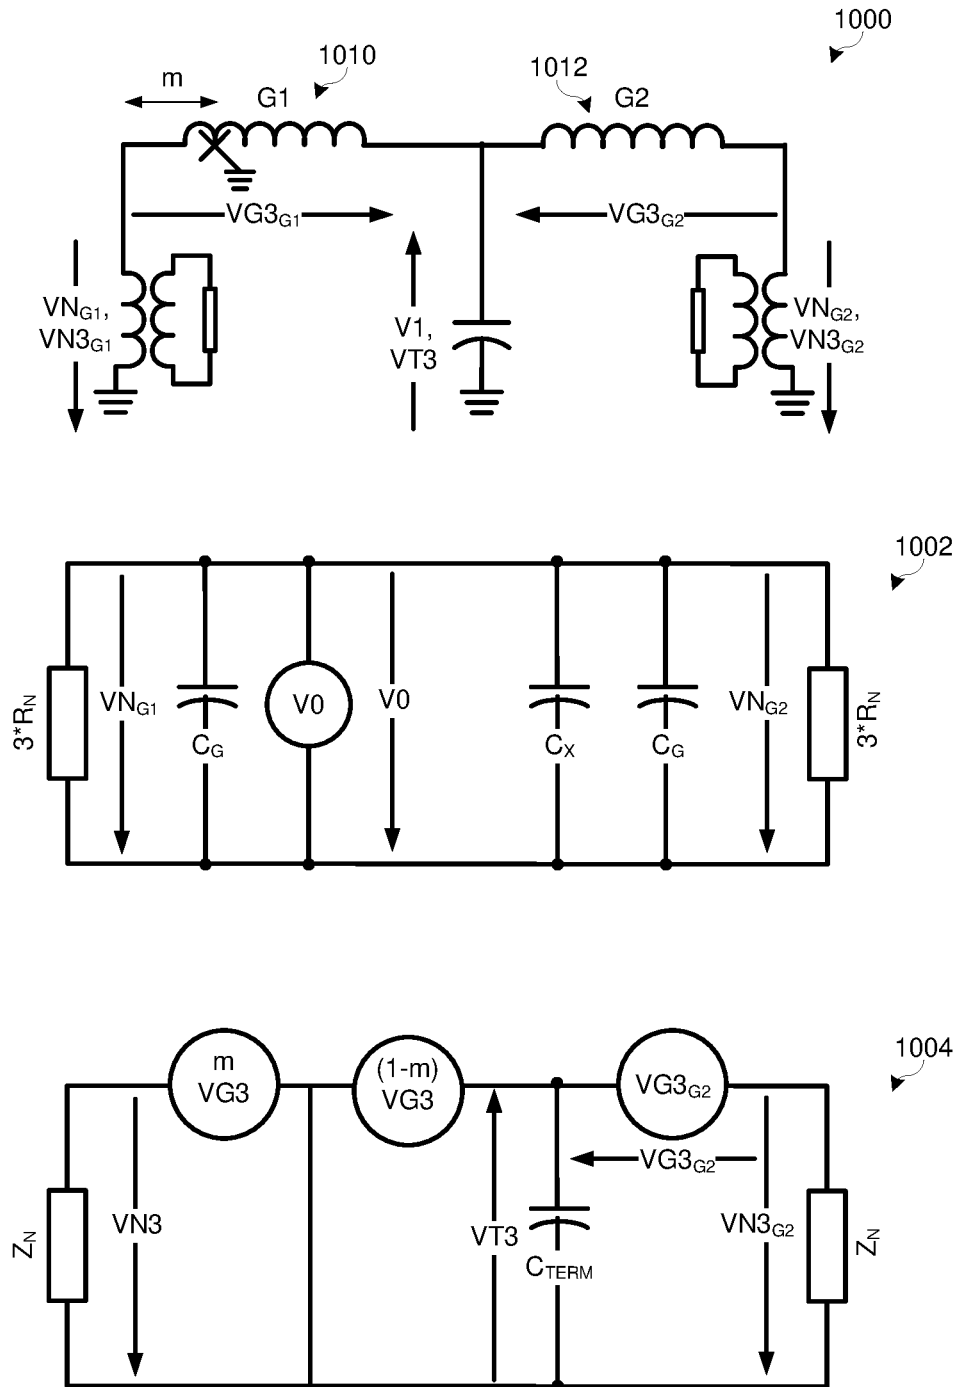 1000
1010
m
G1
1012
G2
VG3G1
VG3G2
VNG1,
VN3G1
V1,
VT3
VNG2,
VN3G2
1002
3*RN
VNG1
CG
V0
V0
CX
CG
VNG2
3*RN
1004
m
VG3
(1-m)
VG3
VG3G2
VG3G2
ZN
VN3
VT3
CTERM
VN3G2
ZN